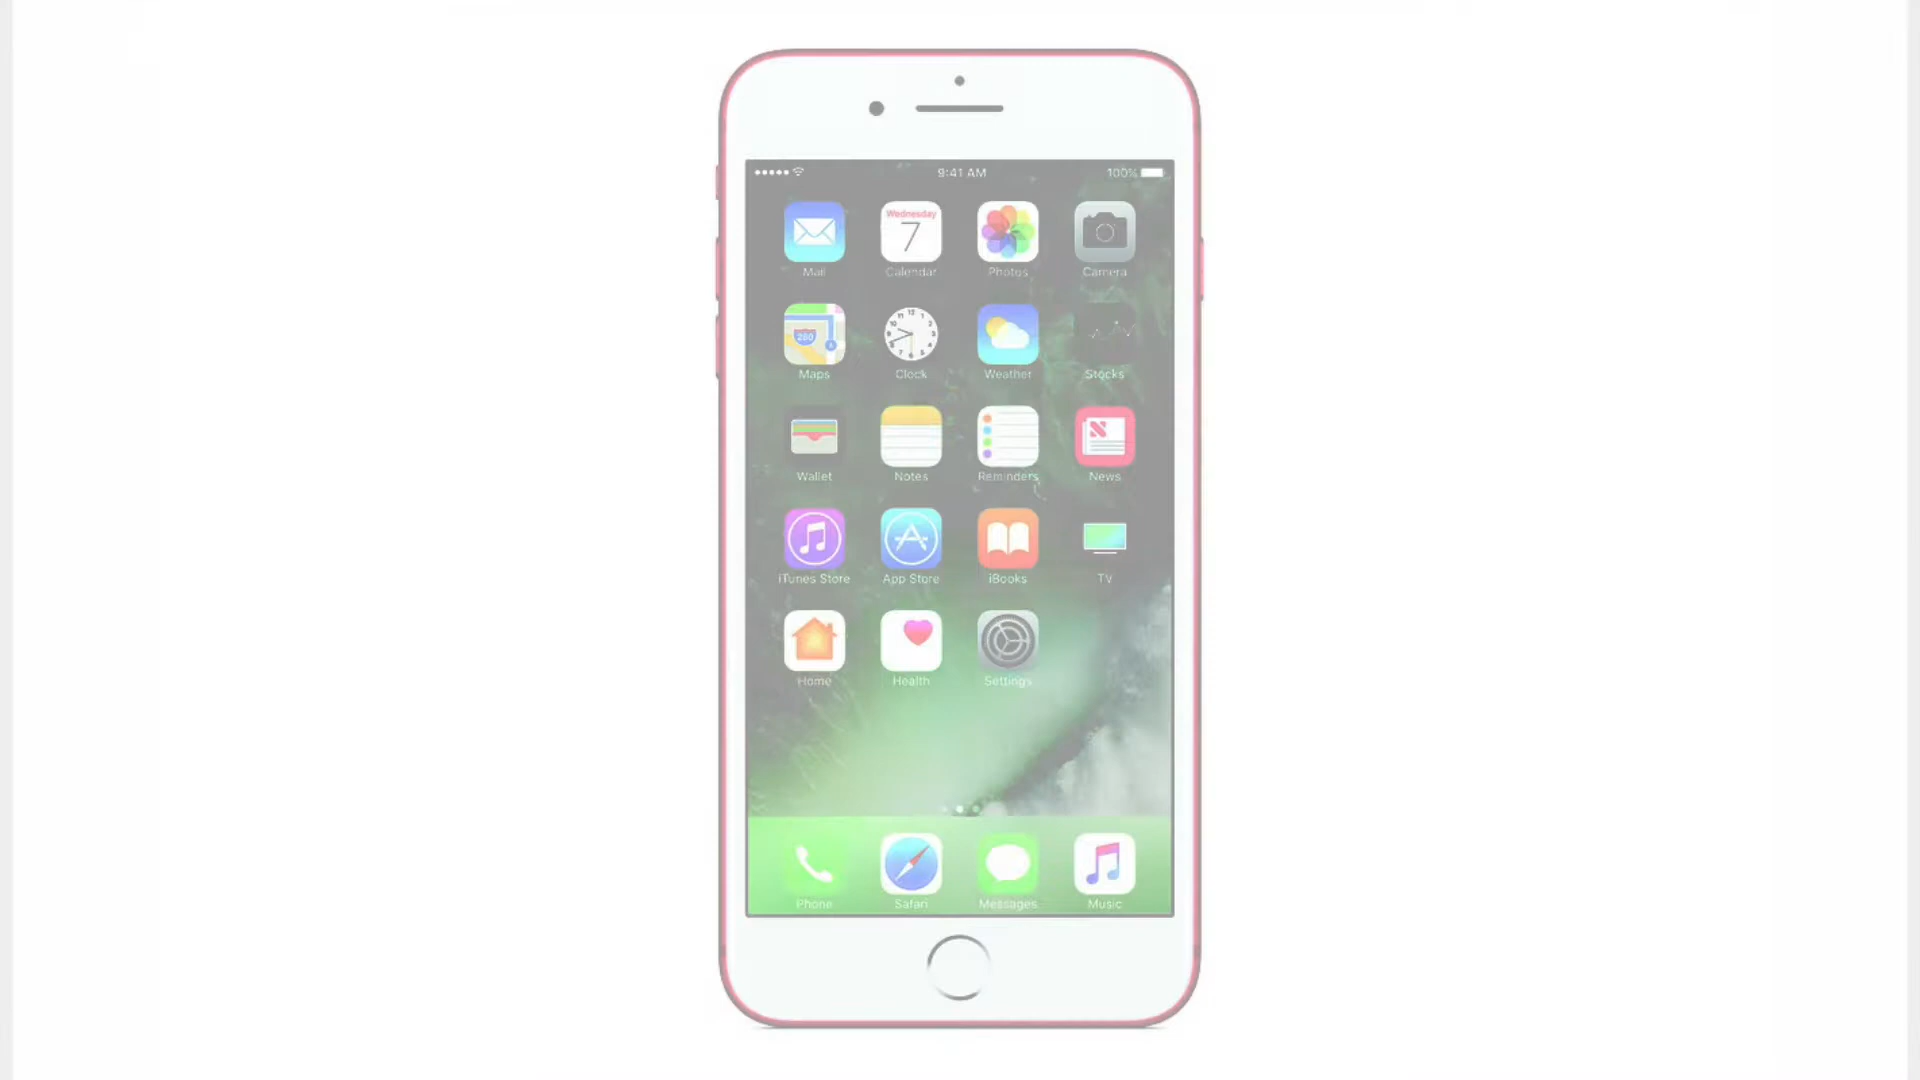 9:41 AM 100%
Wednesday
7
Mail Calendar Photos Camera
280
Maps Clock Weather Stocks
Wallet Notes Reminders News
iTunes Store App Store iBooks TV
Home Health Settings
Phone Safari Messages Music